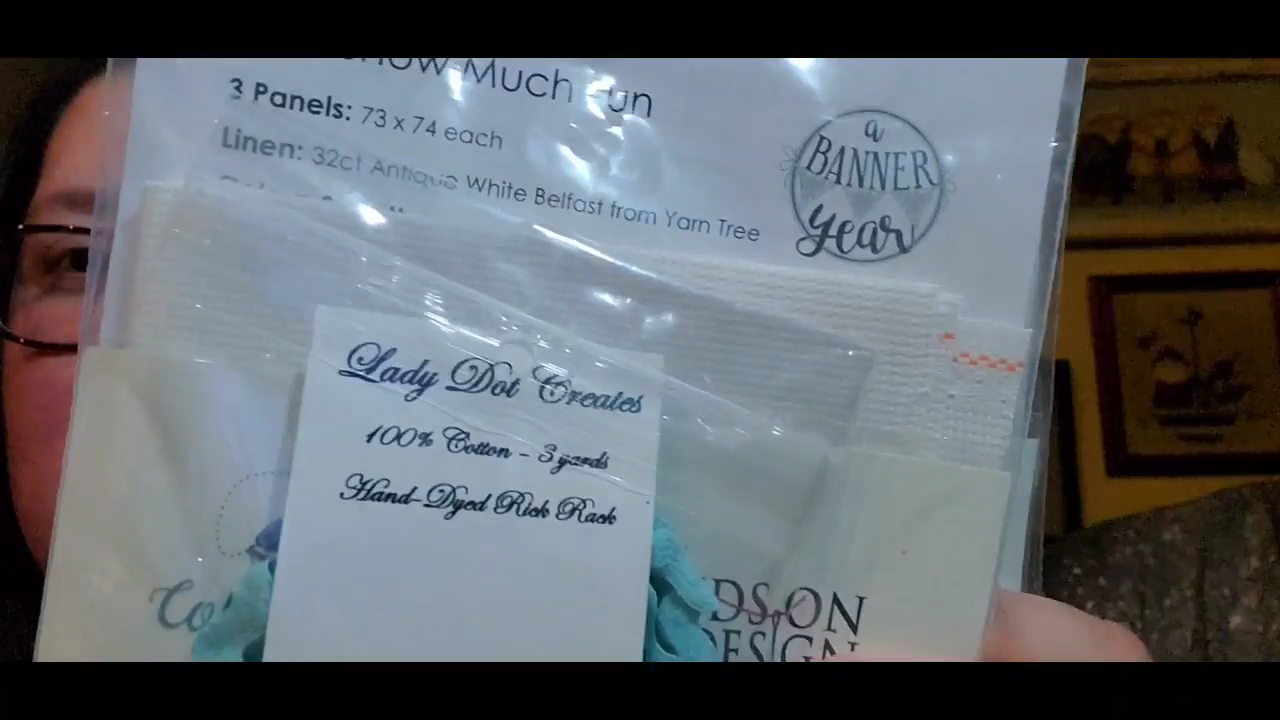 Much Fun
3 Panels: 73 x 74 each
Linen: 32ct Antique White Belfast from Yarn Tree
a
BANNER
year
Lady Dot Creates
100% Cotton - 3 yards
Hand-Dyed Rick Rack